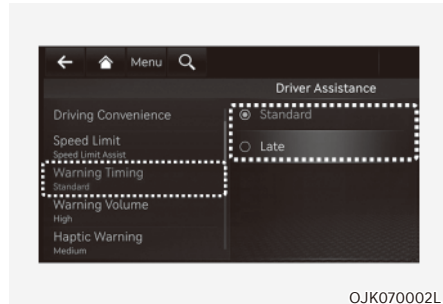 Menu
Driver Assistance
Driving Convenience
Speed Limit
Speed Limit Assist
Warning Timing
Standard
Warning Volume
High
Haptic Warning
Medium
Standard
Late
OJK070002L